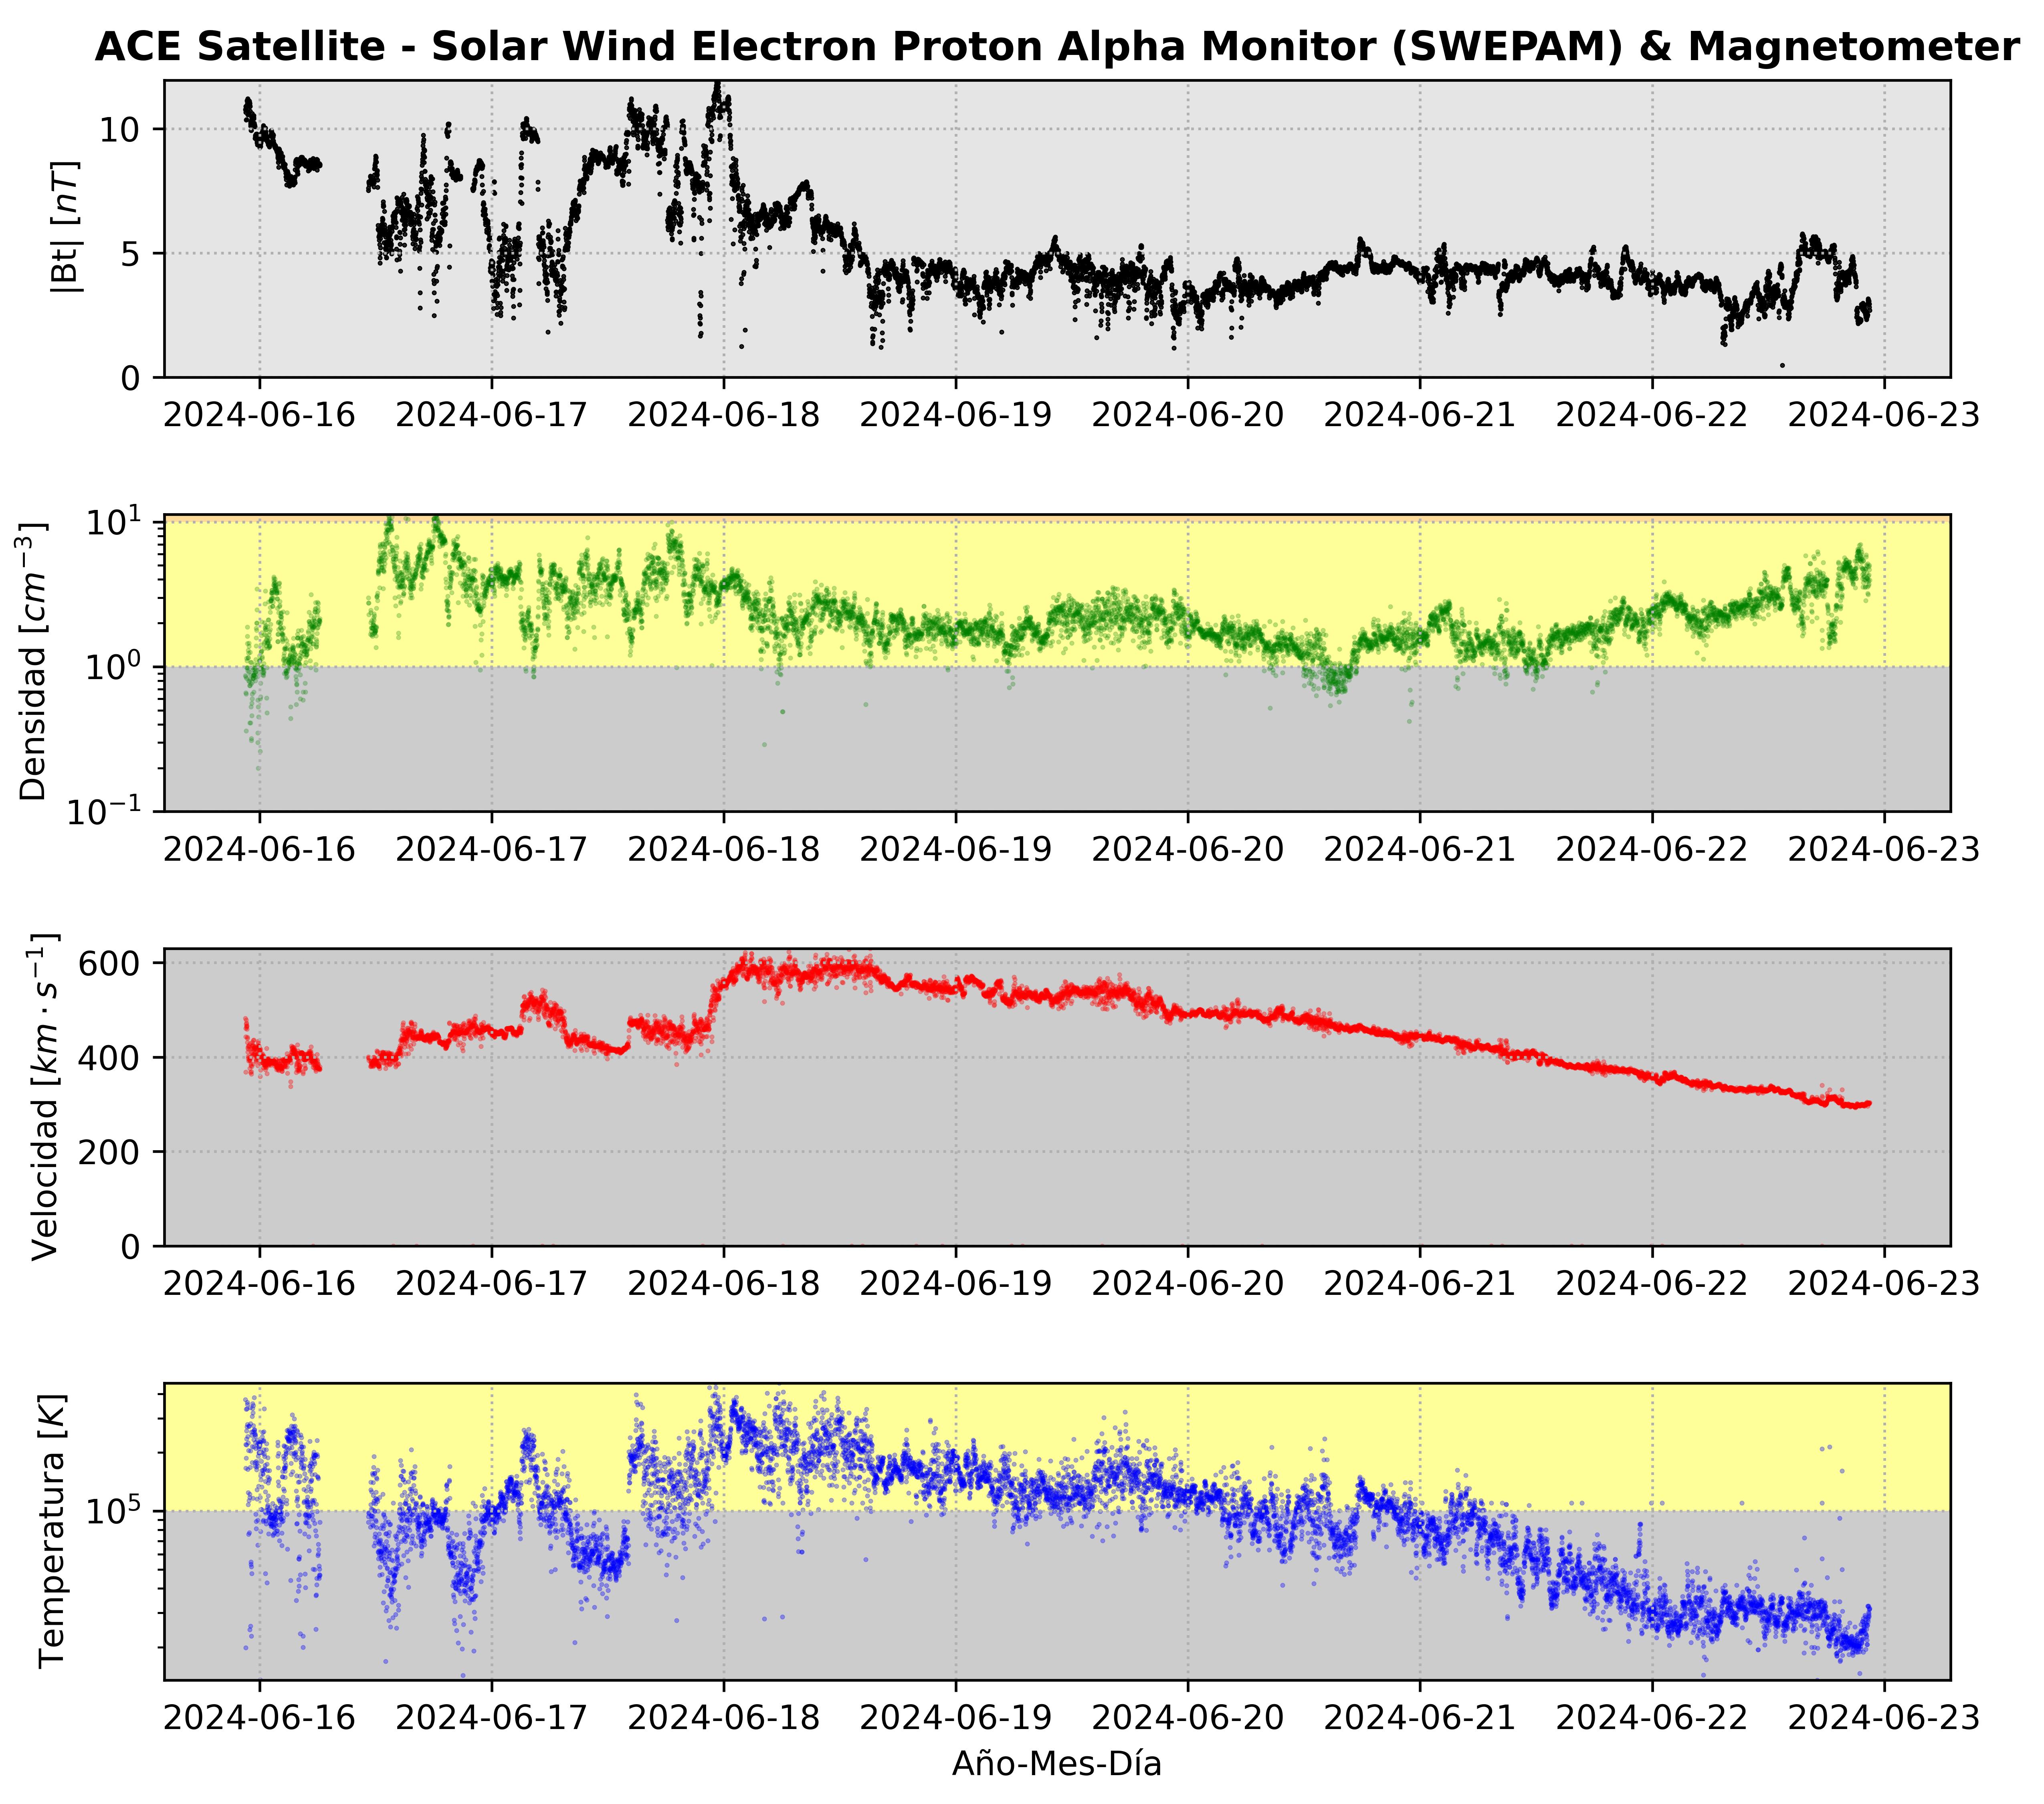 ACE Satellite - Solar Wind Electron Proton Alpha Monitor (SWEPAM) & Magnetometer
|Bt| [nT]
10
5
0
2024-06-16 2024-06-17 2024-06-18 2024-06-19 2024-06-20 2024-06-21 2024-06-22 2024-06-23
Densidad [cm⁻³]
10¹
10⁰
10⁻¹
2024-06-16 2024-06-17 2024-06-18 2024-06-19 2024-06-20 2024-06-21 2024-06-22 2024-06-23
Velocidad [km · s⁻¹]
600
400
200
0
2024-06-16 2024-06-17 2024-06-18 2024-06-19 2024-06-20 2024-06-21 2024-06-22 2024-06-23
Temperatura [K]
10⁵
2024-06-16 2024-06-17 2024-06-18 2024-06-19 2024-06-20 2024-06-21 2024-06-22 2024-06-23
Año-Mes-Día